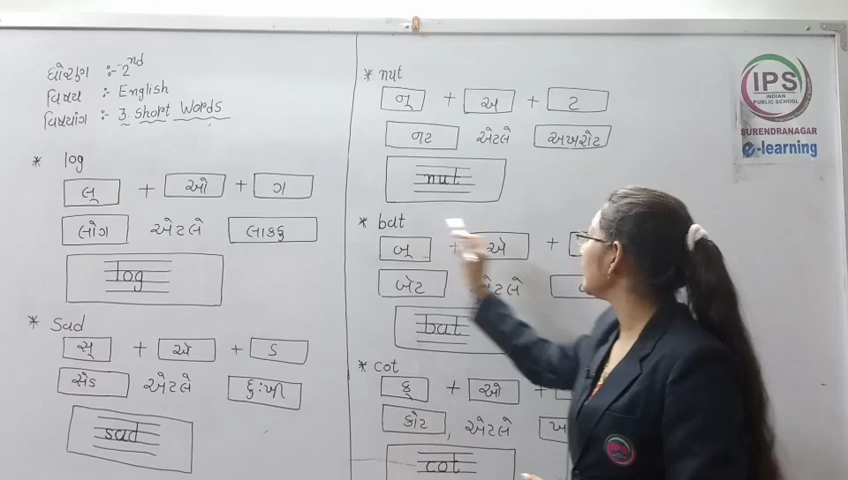 ધોરણ :- 2nd
વિષય :- English
વિષયાંગ :- 3. Short Words
* log
લ્ + ઓ + ગ
લોગ એટલે લાકડુ
log
* sad
સ્ + એ + ડ
સેડ એટલે દુઃખી
sad
* nut
ન્ + અ + ટ
નટ એટલે અખરોટ
nut
* bat
બ્ + એ +
બેટ એટલે
bat
* cot
ક્ + ઓ +
કોટ, એટલે
cot
IPS
INDIAN
PUBLIC SCHOOL
SURENDRANAGAR
e-learning